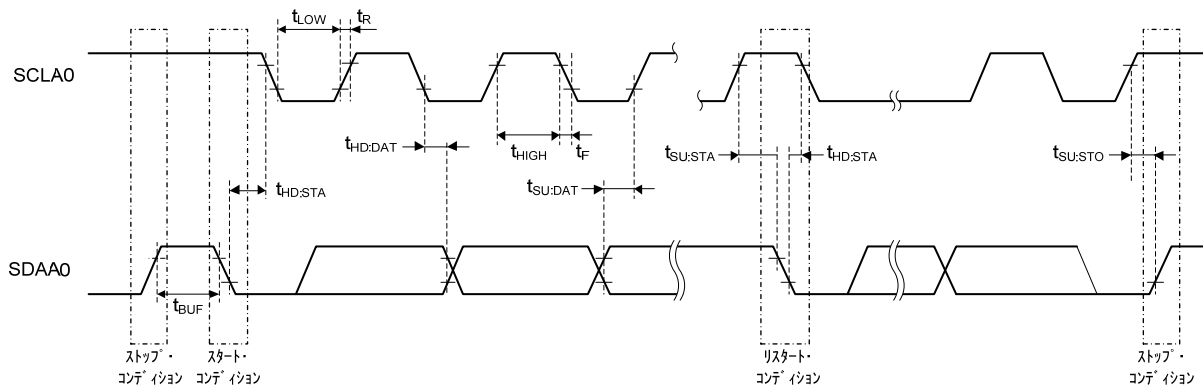 tLOW
tR
SCLA0
tHD:DAT
tHIGH
tF
tSU:STA
tHD:STA
tSU:STO
tHD:STA
tSU:DAT
SDAA0
tBUF
ストップ・
コンディション
スタート・
コンディション
リスタート・
コンディション
ストップ・
コンディション